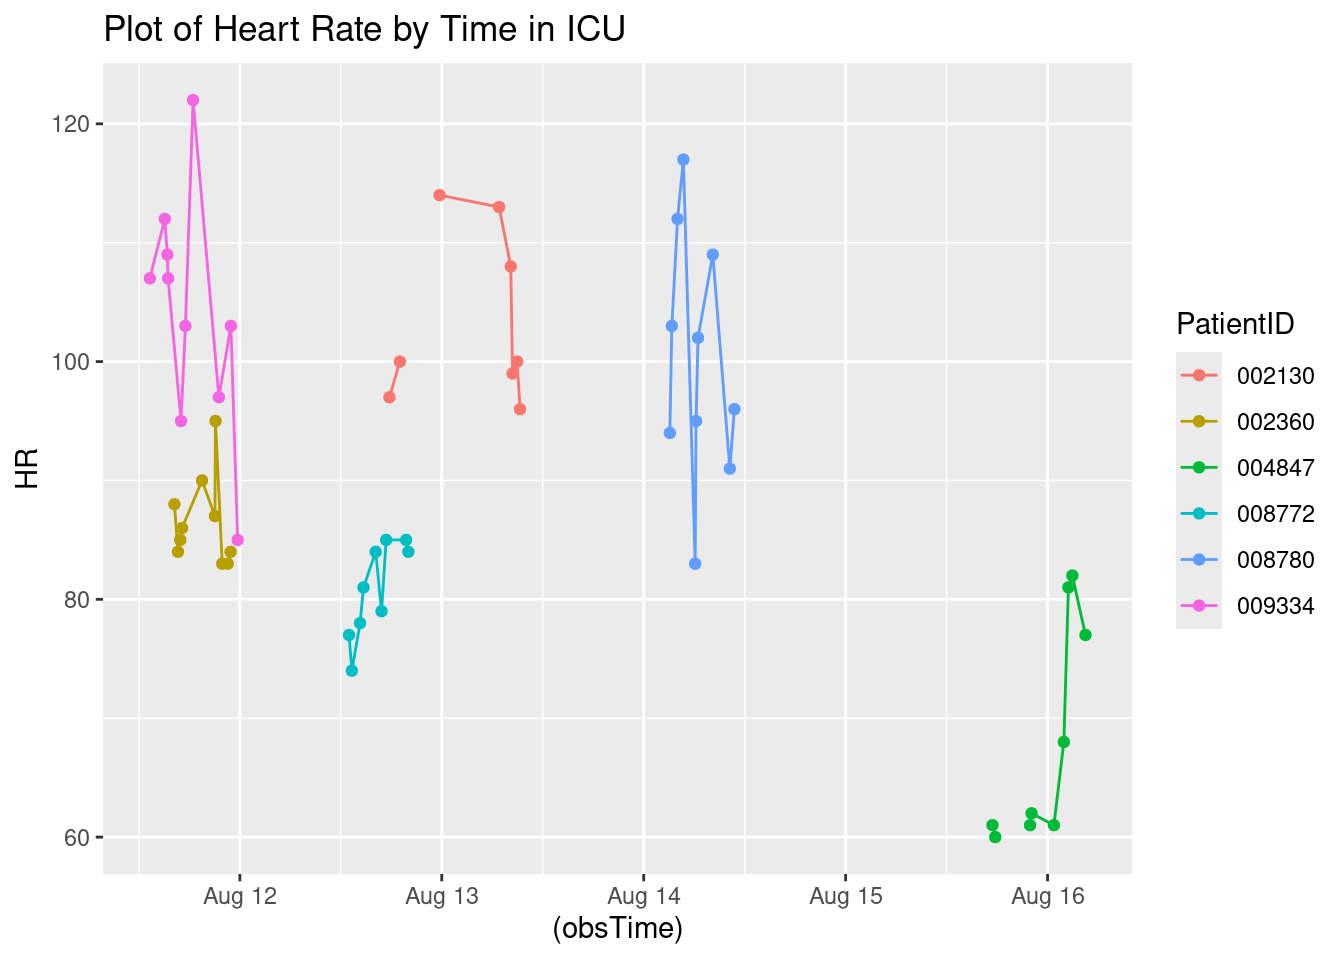 Plot of Heart Rate by Time in ICU
120
100
80
60
HR
Aug 12
Aug 13
Aug 14
Aug 15
Aug 16
(obsTime)
PatientID
002130
002360
004847
008772
008780
009334